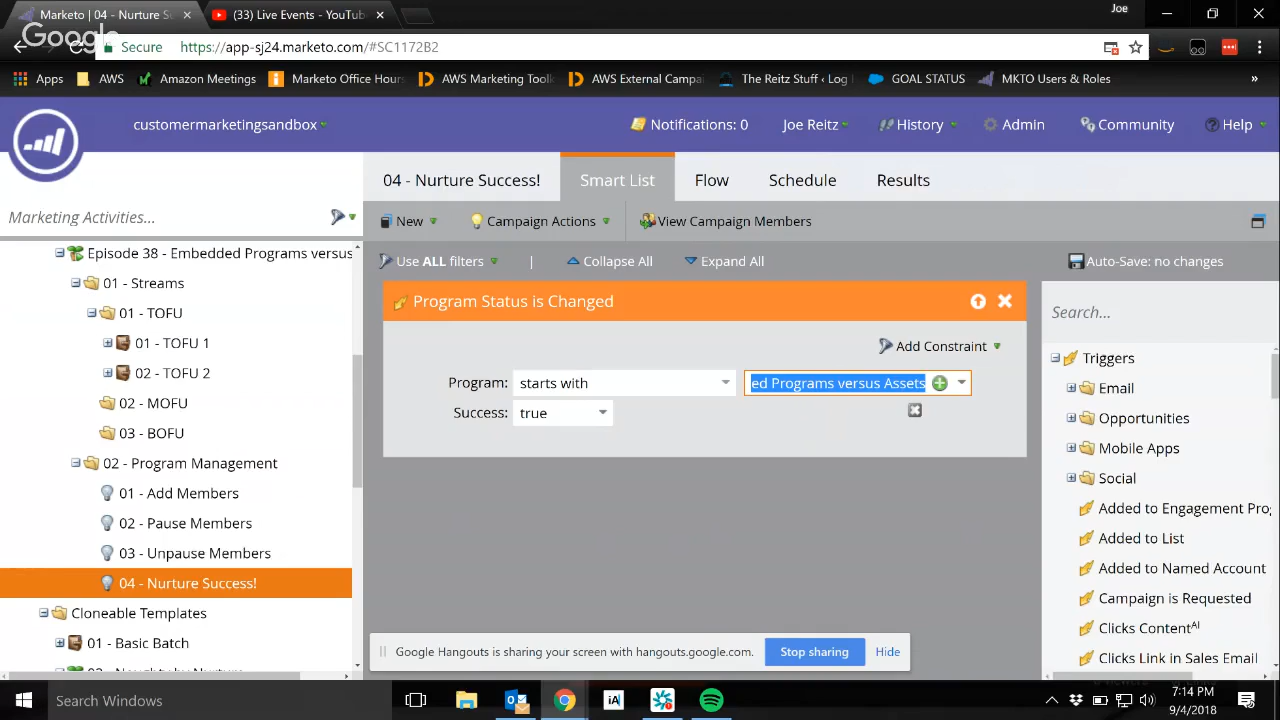 Marketo | 04 - Nurture Sc
(33) Live Events - YouTub
Joe
Google
Secure
https://app-sj24.marketo.com/#SC1172B2
Apps
AWS
Amazon Meetings
Marketo Office Hour
AWS Marketing Toolk
AWS External Campa
The Reitz Stuff ‹ Log I
GOAL STATUS
MKTO Users & Roles
»
customermarketingsandbox
Notifications: 0
Joe Reitz
History
Admin
Community
Help
04 - Nurture Success!
Smart List
Flow
Schedule
Results
Marketing Activities...
New
Campaign Actions
View Campaign Members
Use ALL filters
|
Collapse All
Expand All
Auto-Save: no changes
Episode 38 - Embedded Programs versus
01 - Streams
01 - TOFU
01 - TOFU 1
02 - TOFU 2
02 - MOFU
03 - BOFU
02 - Program Management
01 - Add Members
02 - Pause Members
03 - Unpause Members
04 - Nurture Success!
Cloneable Templates
01 - Basic Batch
Program Status is Changed
Add Constraint
Program:
starts with
ed Programs versus Assets
Success:
true
Search...
Triggers
Email
Opportunities
Mobile Apps
Social
Added to Engagement Pro
Added to List
Added to Named Account
Campaign is Requested
Clicks Content AI
Clicks Link in Sales Email
Google Hangouts is sharing your screen with hangouts.google.com.
Stop sharing
Hide
Search Windows
iA
7:14 PM
9/4/2018